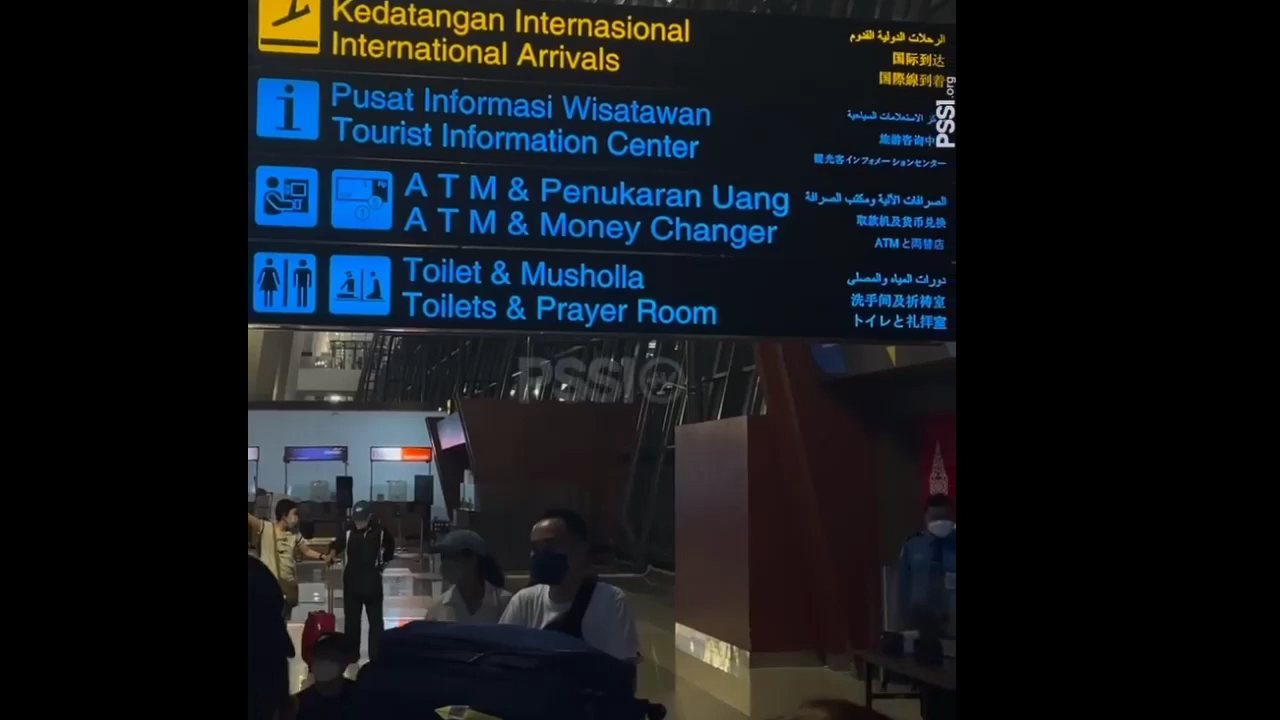 Kedatangan Internasional
International Arrivals
الرحلات الدولية القدوم
国际到达
国際線到着
Pusat Informasi Wisatawan
Tourist Information Center
الاستعلامات السياحية
旅游咨询中
観光客インフォメーションセンター
A T M & Penukaran Uang
A T M & Money Changer
الصرافات الآلية ومكتب الصرافة
取款机及货币兑换
ATMと両替店
Toilet & Musholla
Toilets & Prayer Room
دورات المياه والمصلى
洗手间及祈祷室
トイレと礼拝室
PSSI.org
PSSI TV